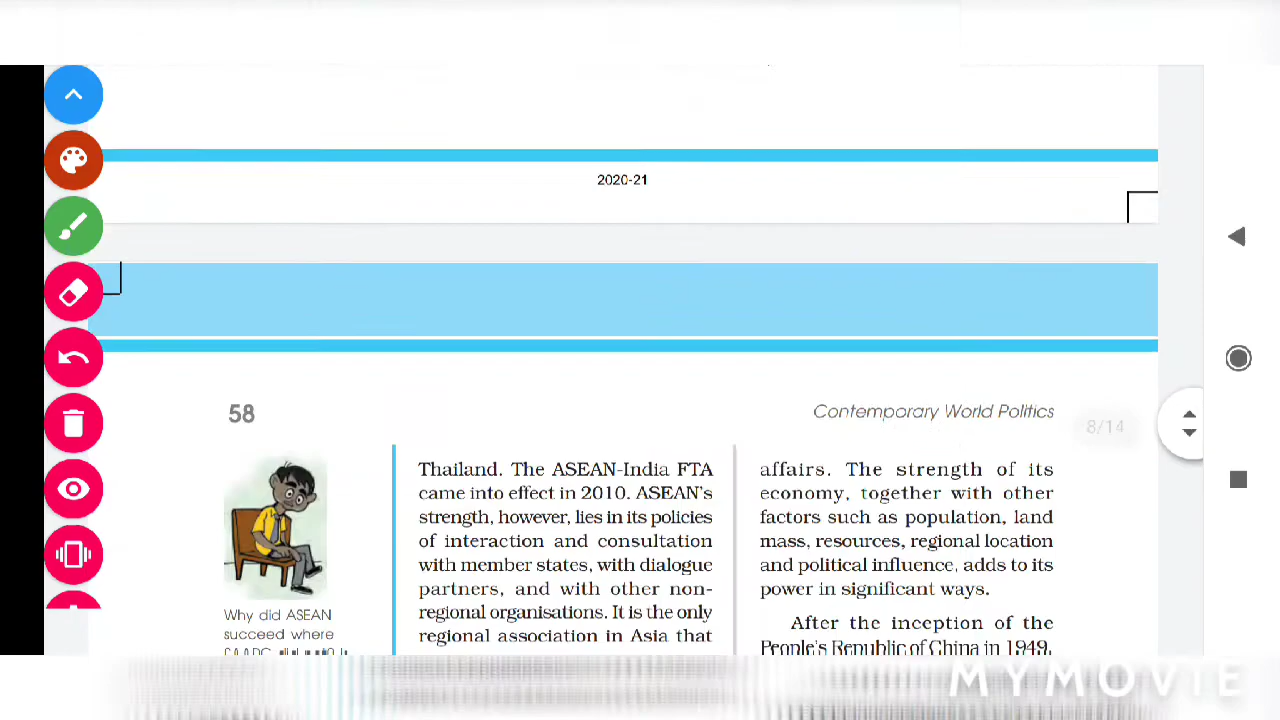 2020-21
58
Contemporary World Politics
8/14
Thailand. The ASEAN-India FTA
came into effect in 2010. ASEAN's
strength, however, lies in its policies
of interaction and consultation
with member states, with dialogue
partners, and with other non-
regional organisations. It is the only
regional association in Asia that
affairs. The strength of its
economy, together with other
factors such as population, land
mass, resources, regional location
and political influence, adds to its
power in significant ways.
After the inception of the
People's Republic of China in 1949,
Why did ASEAN
succeed where
MYMOVIE